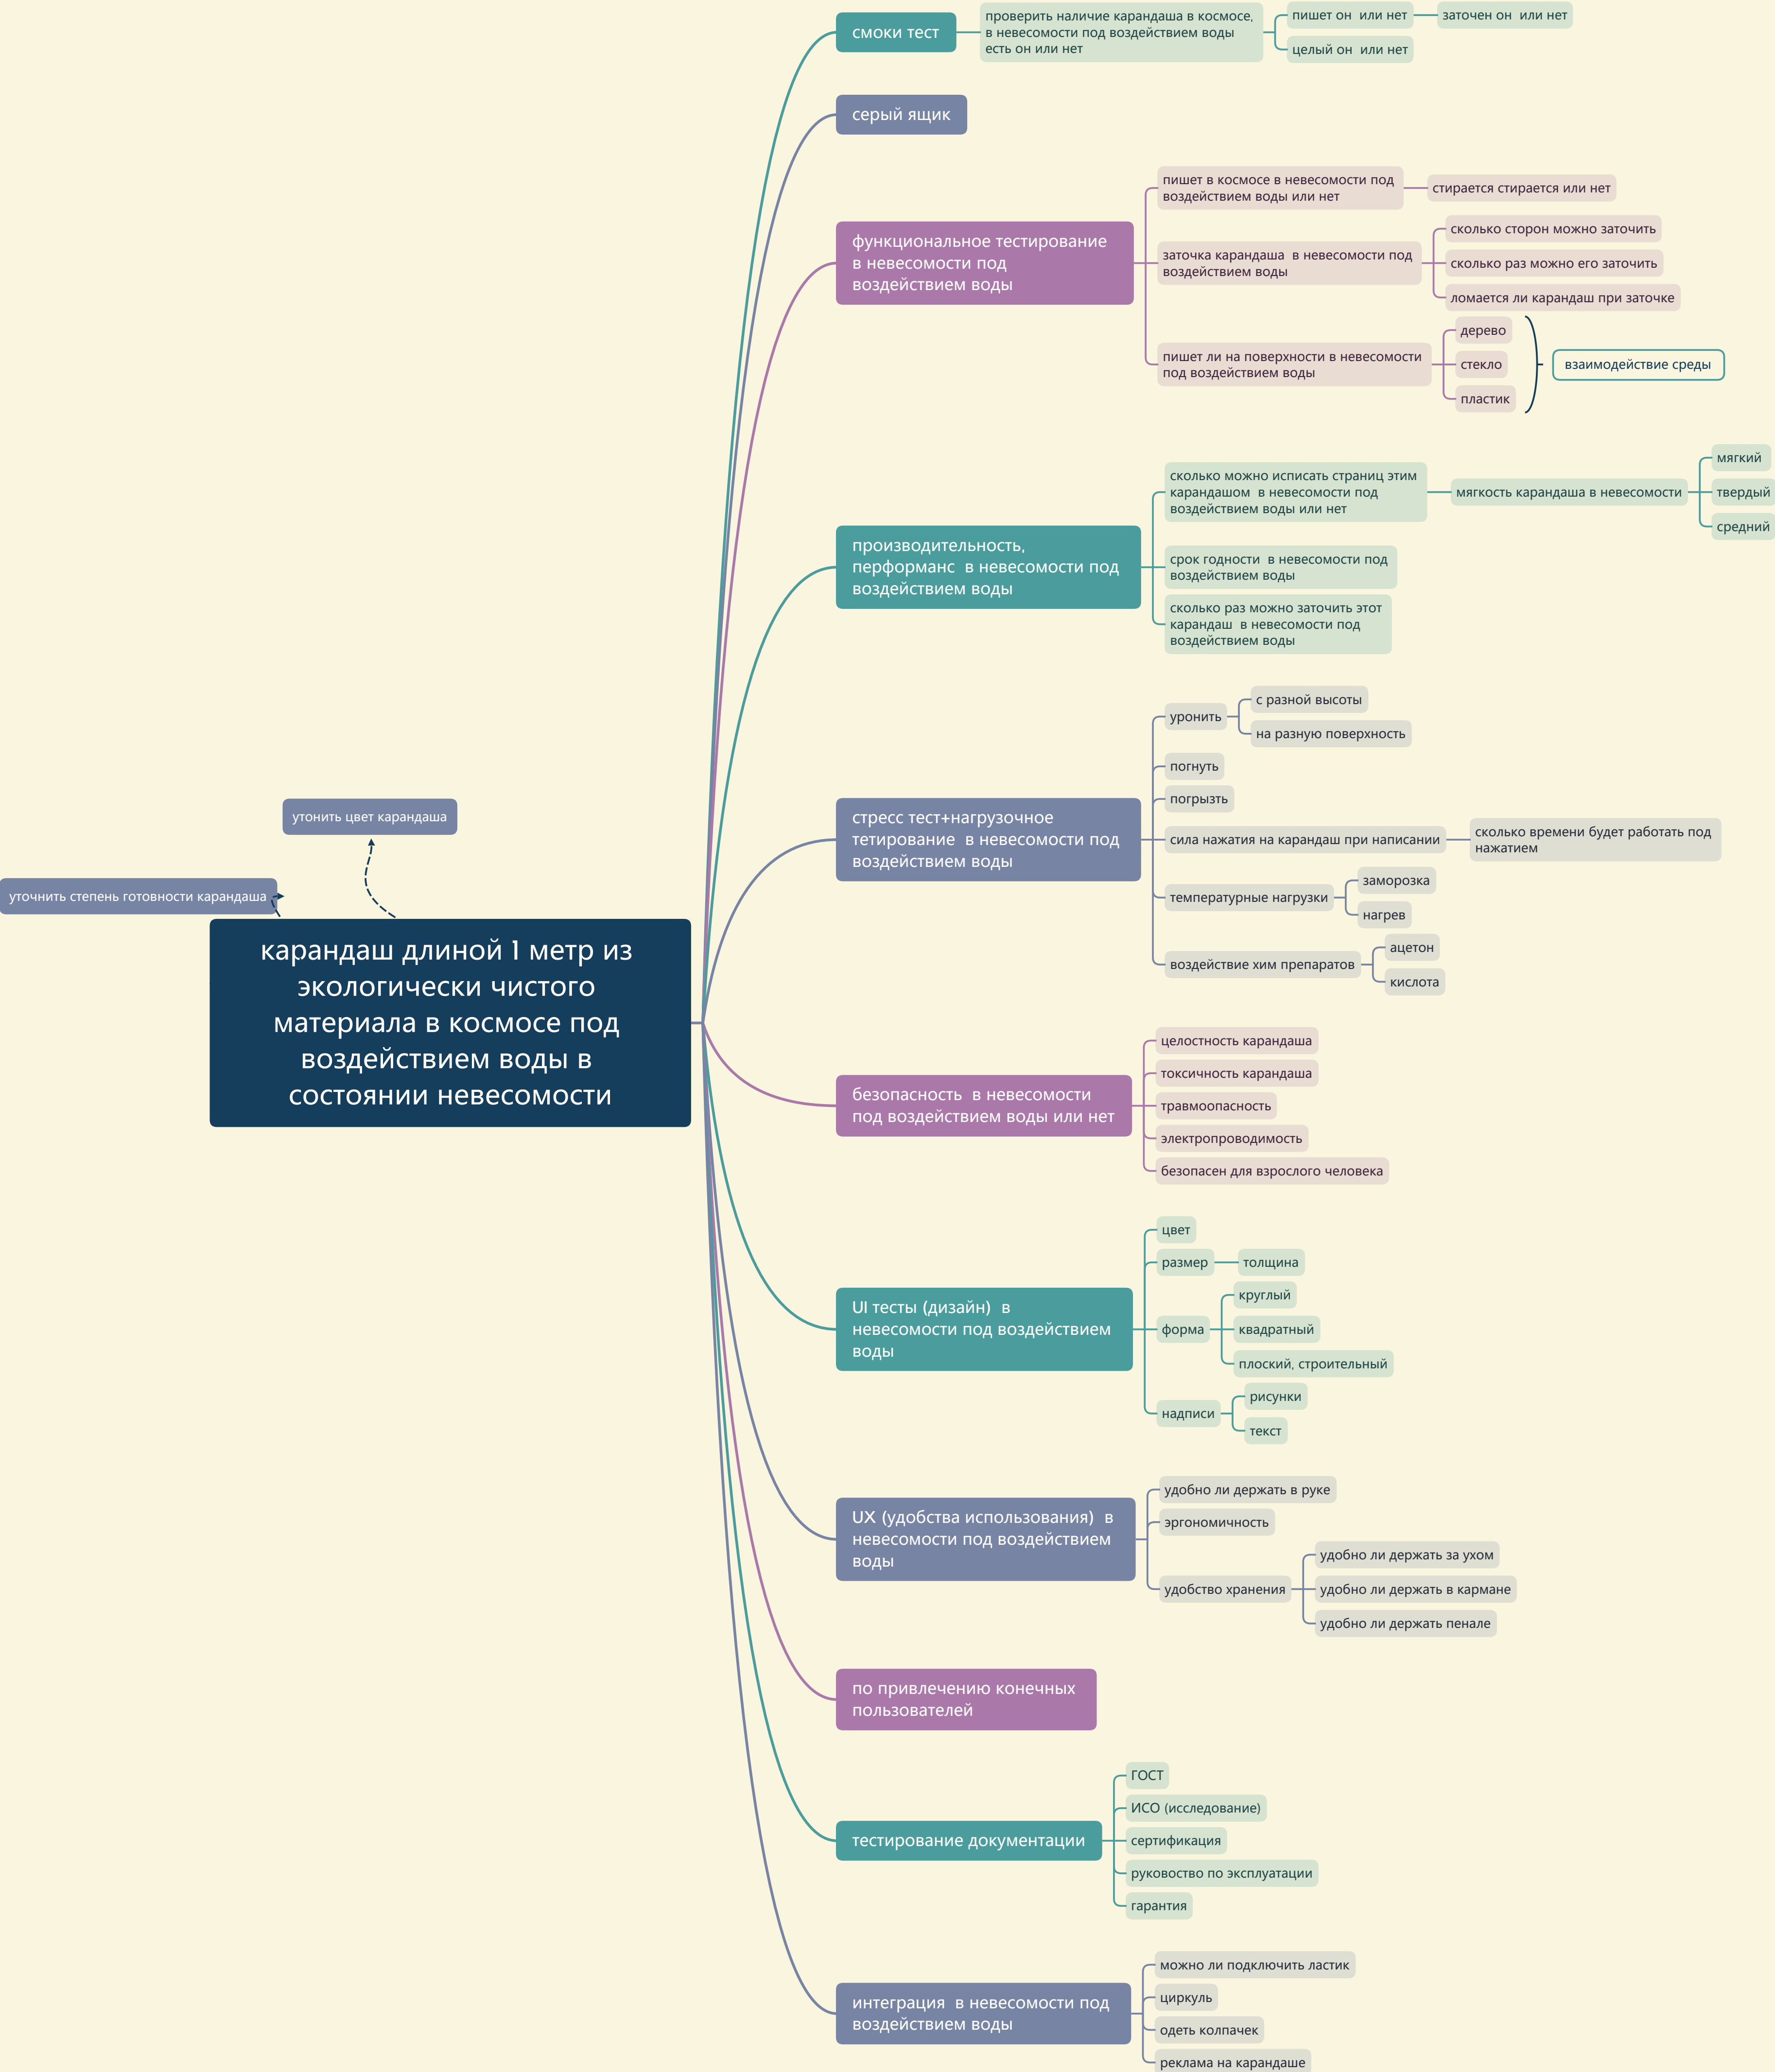 смоки тест
проверить наличие карандаша в космосе,
в невесомости под воздействием воды
есть он или нет
пишет он или нет
заточен он или нет
целый он или нет
серый ящик
функциональное тестирование
в невесомости под
воздействием воды
пишет в космосе в невесомости под
воздействием воды или нет
стирается стирается или нет
заточка карандаша в невесомости под
воздействием воды
сколько сторон можно заточить
сколько раз можно его заточить
ломается ли карандаш при заточке
пишет ли на поверхности в невесомости
под воздействием воды
дерево
стекло
пластик
взаимодействие среды
производительность,
перформанс в невесомости под
воздействием воды
сколько можно исписать страниц этим
карандашом в невесомости под
воздействием воды или нет
мягкость карандаша в невесомости
мягкий
твердый
средний
срок годности в невесомости под
воздействием воды
сколько раз можно заточить этот
карандаш в невесомости под
воздействием воды
стресс тест+нагрузочное
тетирование в невесомости под
воздействием воды
уронить
с разной высоты
на разную поверхность
погнуть
погрызть
сила нажатия на карандаш при написании
сколько времени будет работать под
нажатием
температурные нагрузки
заморозка
нагрев
воздействие хим препаратов
ацетон
кислота
утонить цвет карандаша
уточнить степень готовности карандаша
карандаш длиной 1 метр из
экологически чистого
материала в космосе под
воздействием воды в
состоянии невесомости
безопасность в невесомости
под воздействием воды или нет
целостность карандаша
токсичность карандаша
травмоопасность
электропроводимость
безопасен для взрослого человека
UI тесты (дизайн) в
невесомости под воздействием
воды
цвет
размер
толщина
форма
круглый
квадратный
плоский, строительный
надписи
рисунки
текст
UX (удобства использования) в
невесомости под воздействием
воды
удобно ли держать в руке
эргономичность
удобство хранения
удобно ли держать за ухом
удобно ли держать в кармане
удобно ли держать пенале
по привлечению конечных
пользователей
тестирование документации
ГОСТ
ИСО (исследование)
сертификация
руковоство по эксплуатации
гарантия
интеграция в невесомости под
воздействием воды
можно ли подключить ластик
циркуль
одеть колпачек
реклама на карандаше